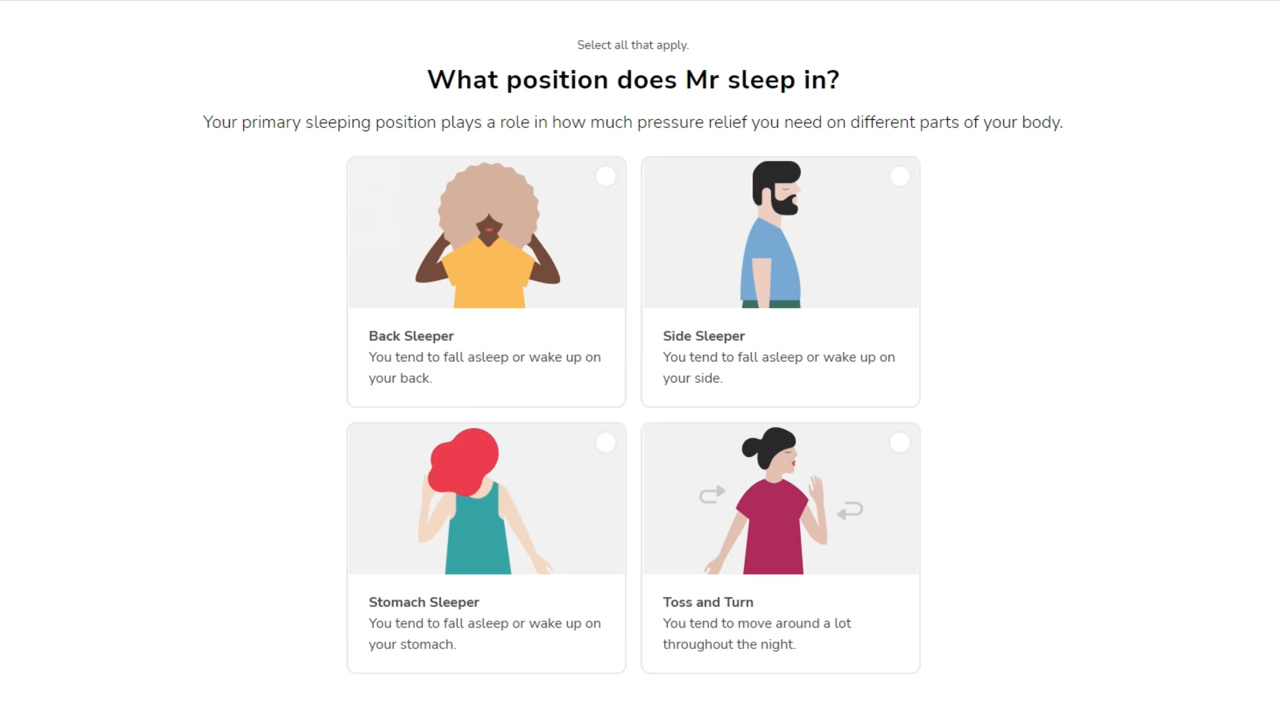 Select all that apply.
What position does Mr sleep in?
Your primary sleeping position plays a role in how much pressure relief you need on different parts of your body.
Back Sleeper
You tend to fall asleep or wake up on
your back.
Side Sleeper
You tend to fall asleep or wake up on
your side.
Stomach Sleeper
You tend to fall asleep or wake up on
your stomach.
Toss and Turn
You tend to move around a lot
throughout the night.